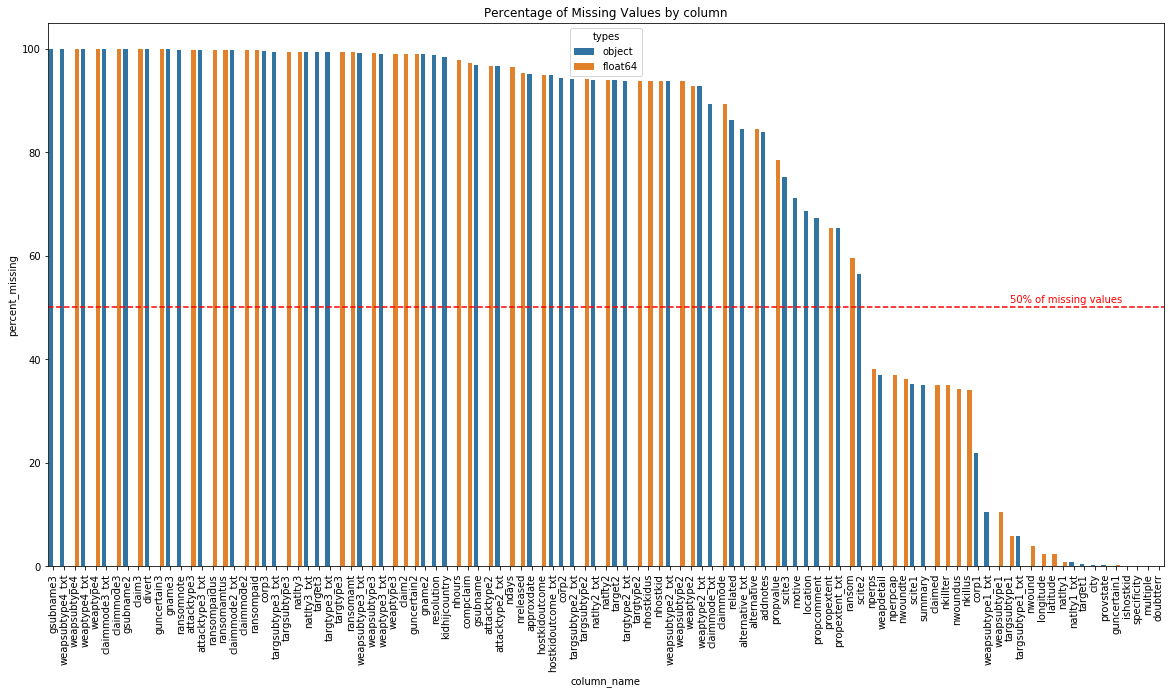 Percentage of Missing Values by column
types
object
float64
100
80
60
40
20
0
percent_missing
50% of missing values
gsubname3
weapsubtype4_txt
weapsubtype4
weaptype4_txt
weaptype4
claimmode3_txt
claimmode3
gsubname2
claim3
divert
guncertain3
gname3
ransomnote
attacktype3
attacktype3_txt
ransompaidus
ransomamtus
claimmode2_txt
claimmode2
ransompaid
corp3
targsubtype3_txt
targsubtype3
natlty3
natlty3_txt
target3
targtype3_txt
targtype3
ransomamt
weapsubtype3_txt
weapsubtype3
weaptype3_txt
weaptype3
claim2
guncertain2
gname2
resolution
kidhijcountry
nhours
compclaim
gsubname
attacktype2
attacktype2_txt
ndays
nreleased
approxdate
hostkidoutcome
hostkidoutcome_txt
corp2
targsubtype2_txt
targsubtype2
natlty2_txt
natlty2
target2
targtype2_txt
targtype2
nhostkidus
nhostkid
weapsubtype2_txt
weapsubtype2
weaptype2
weaptype2_txt
claimmode_txt
claimmode
related
alternative_txt
alternative
addnotes
propvalue
scite3
motive
location
propcomment
propextent
propextent_txt
ransom
scite2
nperps
weapdetail
nperpcap
nwoundte
scite1
summary
claimed
nkillter
nwoundus
nkillus
corp1
weapsubtype1_txt
weapsubtype1
targsubtype1
targsubtype1_txt
nwound
longitude
latitude
natlty1
natlty1_txt
target1
city
provstate
guncertain1
ishostkid
specificity
multiple
doubtterr
column_name